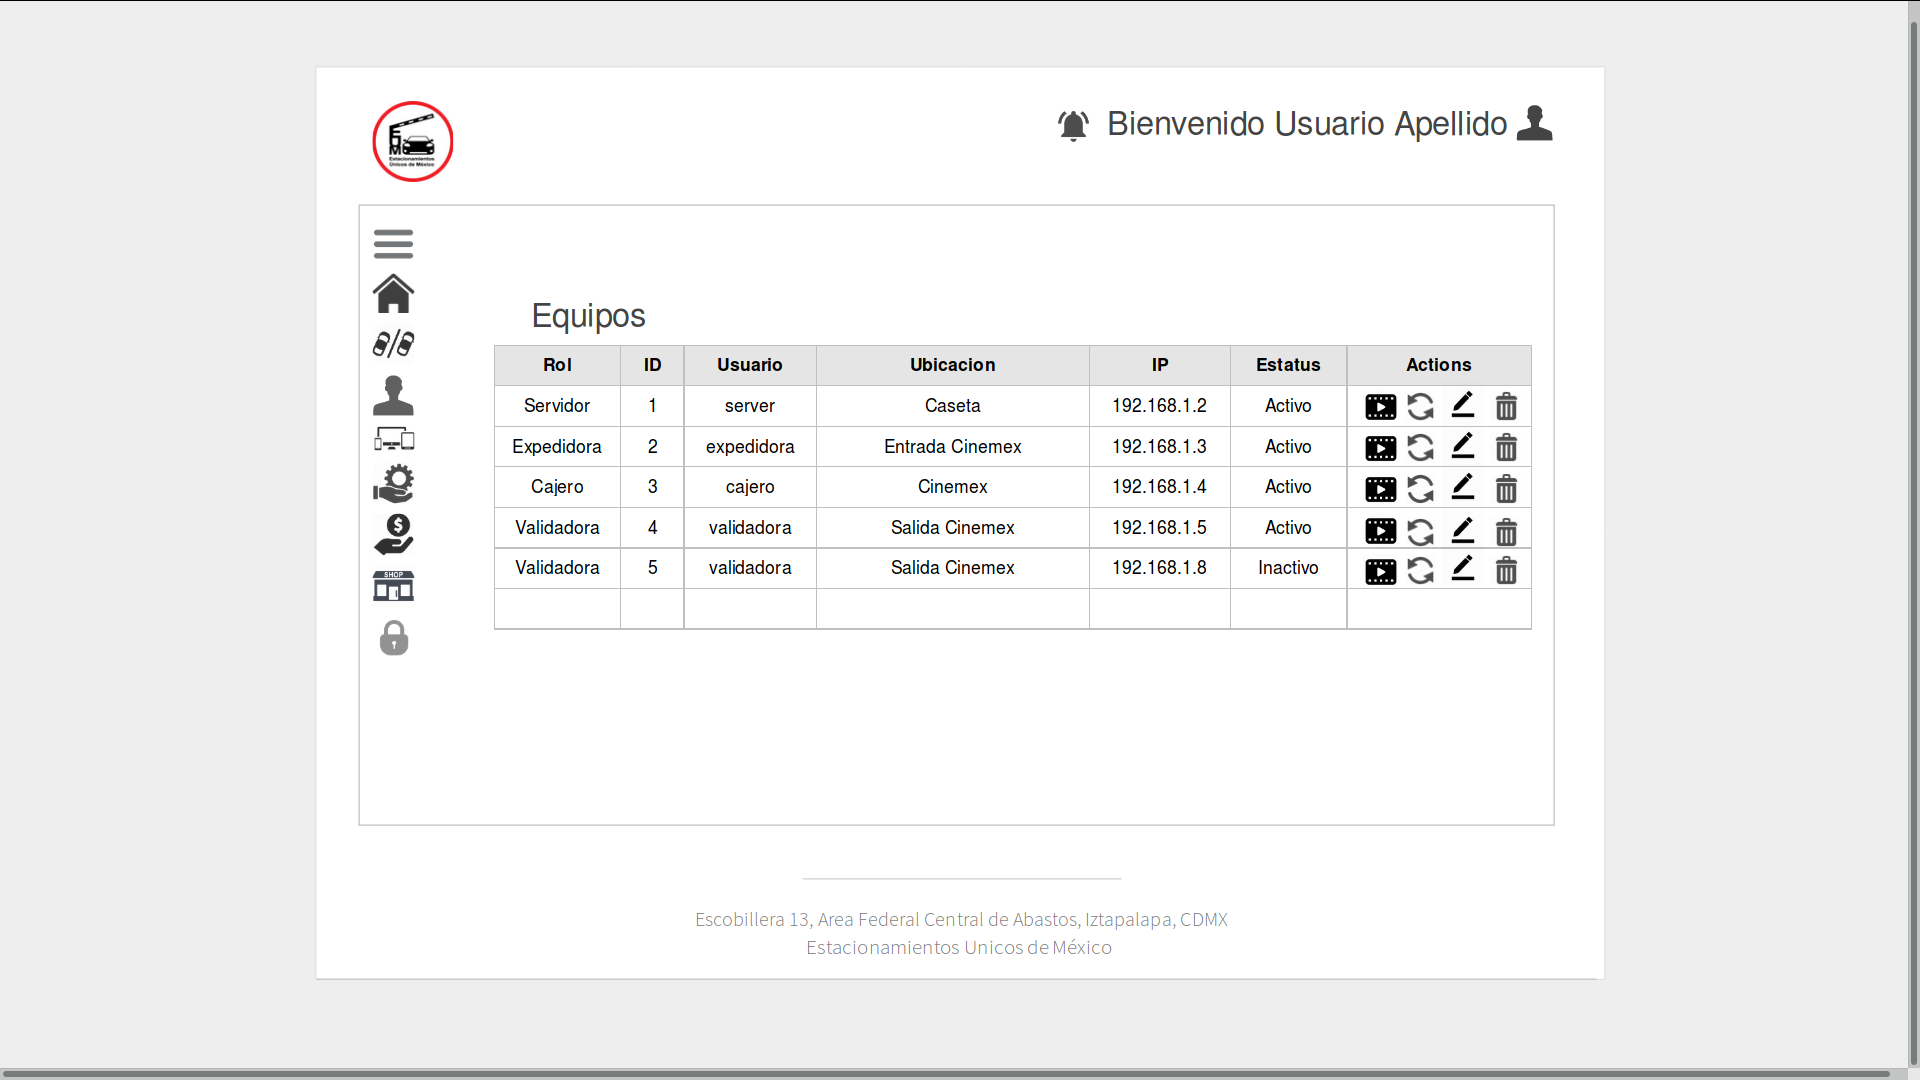 Bienvenido Usuario Apellido
EUM
Estacionamientos
Unicos de México
Equipos
Rol ID Usuario Ubicacion IP Estatus Actions
Servidor 1 server Caseta 192.168.1.2 Activo
Expedidora 2 expedidora Entrada Cinemex 192.168.1.3 Activo
Cajero 3 cajero Cinemex 192.168.1.4 Activo
Validadora 4 validadora Salida Cinemex 192.168.1.5 Activo
Validadora 5 validadora Salida Cinemex 192.168.1.8 Inactivo
$
SHOP
Escobillera 13, Area Federal Central de Abastos, Iztapalapa, CDMX
Estacionamientos Unicos de México